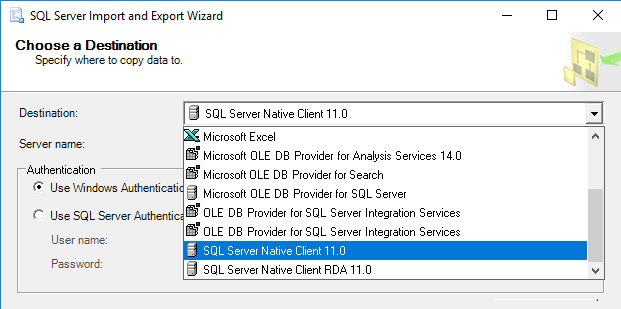 SQL Server Import and Export Wizard
Choose a Destination
Specify where to copy data to.
Destination:
SQL Server Native Client 11.0
Server name:
Microsoft Excel
Microsoft OLE DB Provider for Analysis Services 14.0
Microsoft OLE DB Provider for Search
Microsoft OLE DB Provider for SQL Server
OLE DB Provider for SQL Server Integration Services
OLE DB Provider for SQL Server Integration Services
SQL Server Native Client 11.0
SQL Server Native Client RDA 11.0
Authentication
Use Windows Authenticatio
Use SQL Server Authentica
User name:
Password: